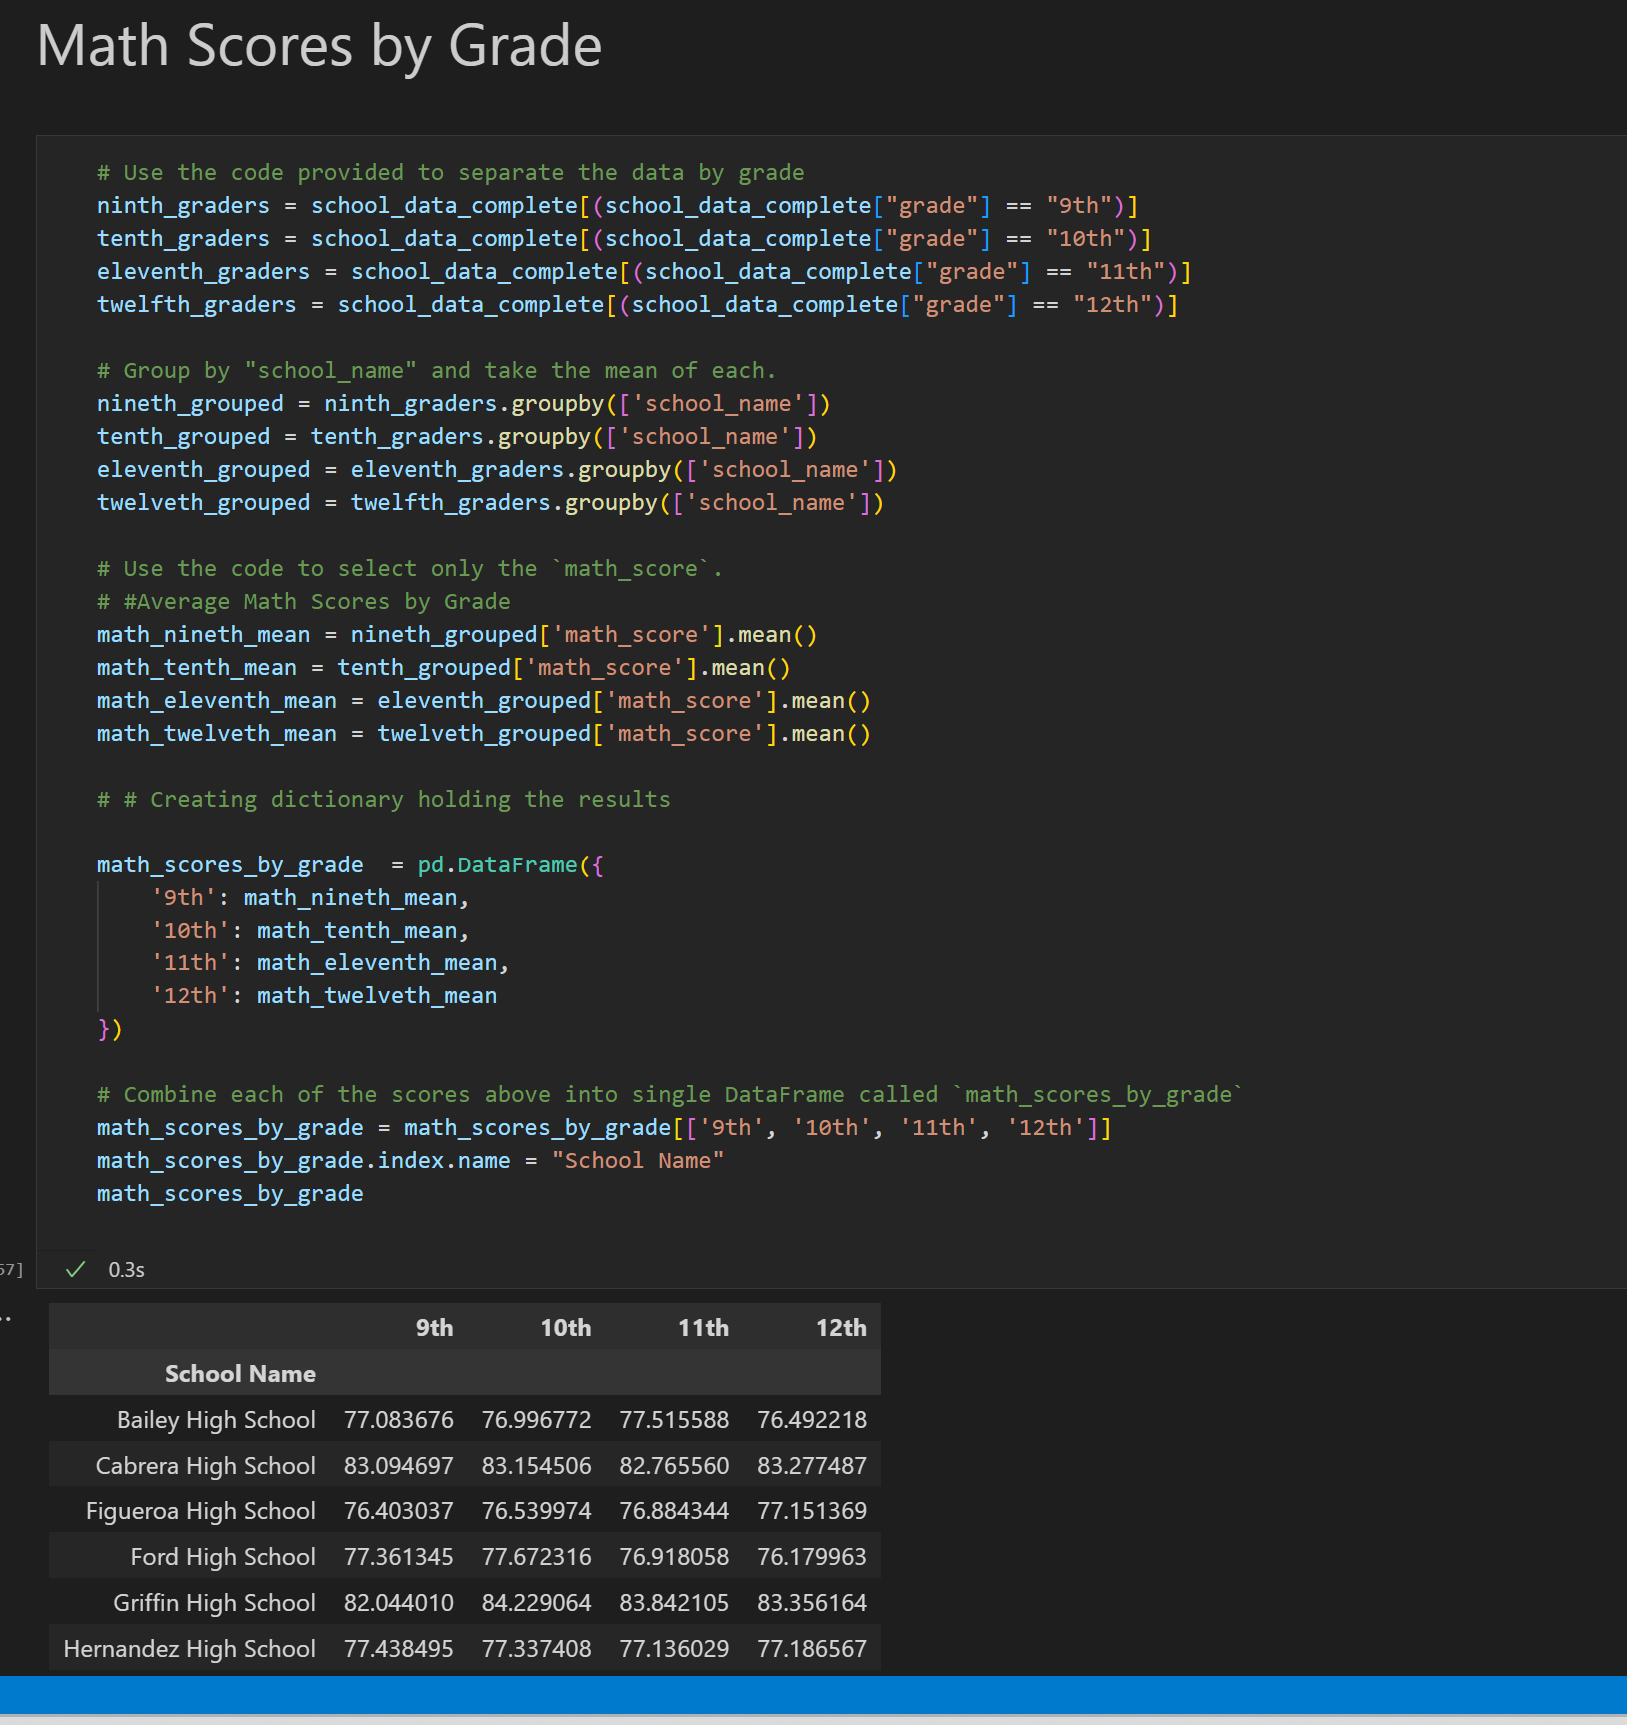 Math Scores by Grade
# Use the code provided to separate the data by grade
ninth_graders = school_data_complete[(school_data_complete["grade"] == "9th")]
tenth_graders = school_data_complete[(school_data_complete["grade"] == "10th")]
eleventh_graders = school_data_complete[(school_data_complete["grade"] == "11th")]
twelfth_graders = school_data_complete[(school_data_complete["grade"] == "12th")]
# Group by "school_name" and take the mean of each.
nineth_grouped = ninth_graders.groupby(['school_name'])
tenth_grouped = tenth_graders.groupby(['school_name'])
eleventh_grouped = eleventh_graders.groupby(['school_name'])
twelveth_grouped = twelfth_graders.groupby(['school_name'])
# Use the code to select only the `math_score`.
# #Average Math Scores by Grade
math_nineth_mean = nineth_grouped['math_score'].mean()
math_tenth_mean = tenth_grouped['math_score'].mean()
math_eleventh_mean = eleventh_grouped['math_score'].mean()
math_twelveth_mean = twelveth_grouped['math_score'].mean()
# # Creating dictionary holding the results
math_scores_by_grade  = pd.DataFrame({
    '9th': math_nineth_mean,
    '10th': math_tenth_mean,
    '11th': math_eleventh_mean,
    '12th': math_twelveth_mean
})
# Combine each of the scores above into single DataFrame called `math_scores_by_grade`
math_scores_by_grade = math_scores_by_grade[['9th', '10th', '11th', '12th']]
math_scores_by_grade.index.name = "School Name"
math_scores_by_grade
57] ✓ 0.3s
9th 10th 11th 12th
School Name
Bailey High School 77.083676 76.996772 77.515588 76.492218
Cabrera High School 83.094697 83.154506 82.765560 83.277487
Figueroa High School 76.403037 76.539974 76.884344 77.151369
Ford High School 77.361345 77.672316 76.918058 76.179963
Griffin High School 82.044010 84.229064 83.842105 83.356164
Hernandez High School 77.438495 77.337408 77.136029 77.186567